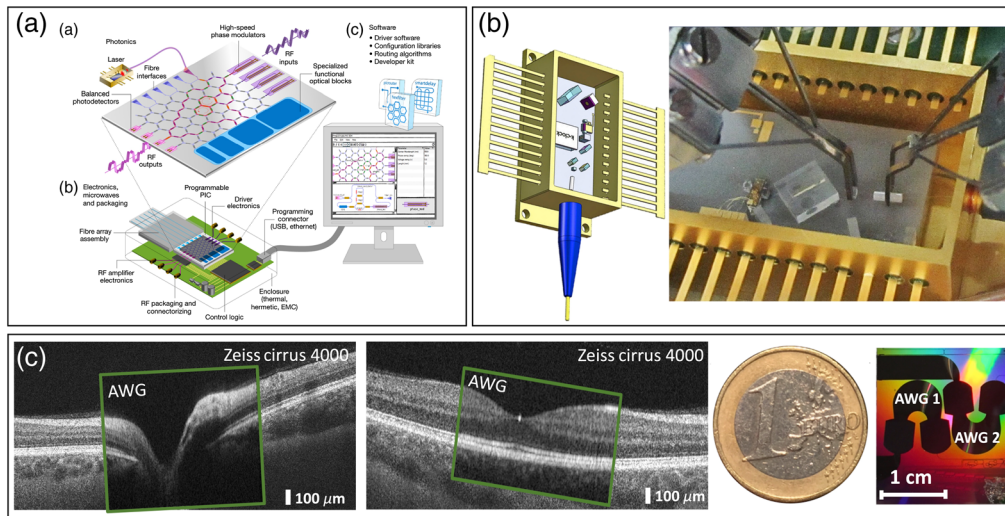 (a)
(a)
Photonics
Laser
Fibre
interfaces
Balanced
photodetectors
RF
outputs
High-speed
phase modulators
RF
inputs
Specialized
functional
optical blocks
(c) Software
• Driver software
• Configuration libraries
• Routing algorithms
• Developer kit
(b)
Electronics,
microwaves
and packaging
Programmable
PIC
Driver
electronics
Programming
connector
(USB, ethernet)
Fibre array
assembly
RF amplifier
electronics
RF packaging and
connectorizing
Control logic
Enclosure
(thermal,
hermetic, EMC)
(b)
(c)
Zeiss cirrus 4000
AWG
100 μm
Zeiss cirrus 4000
AWG
100 μm
1
AWG 1
AWG 2
1 cm